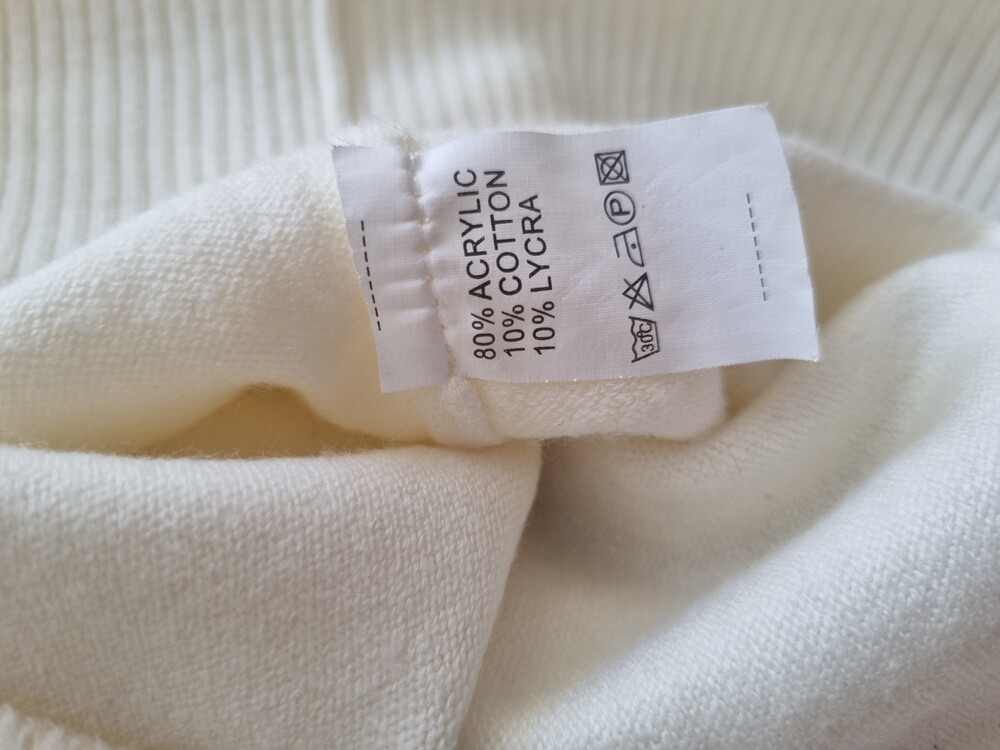 80% ACRYLIC
10% COTTON
10% LYCRA
30°C P